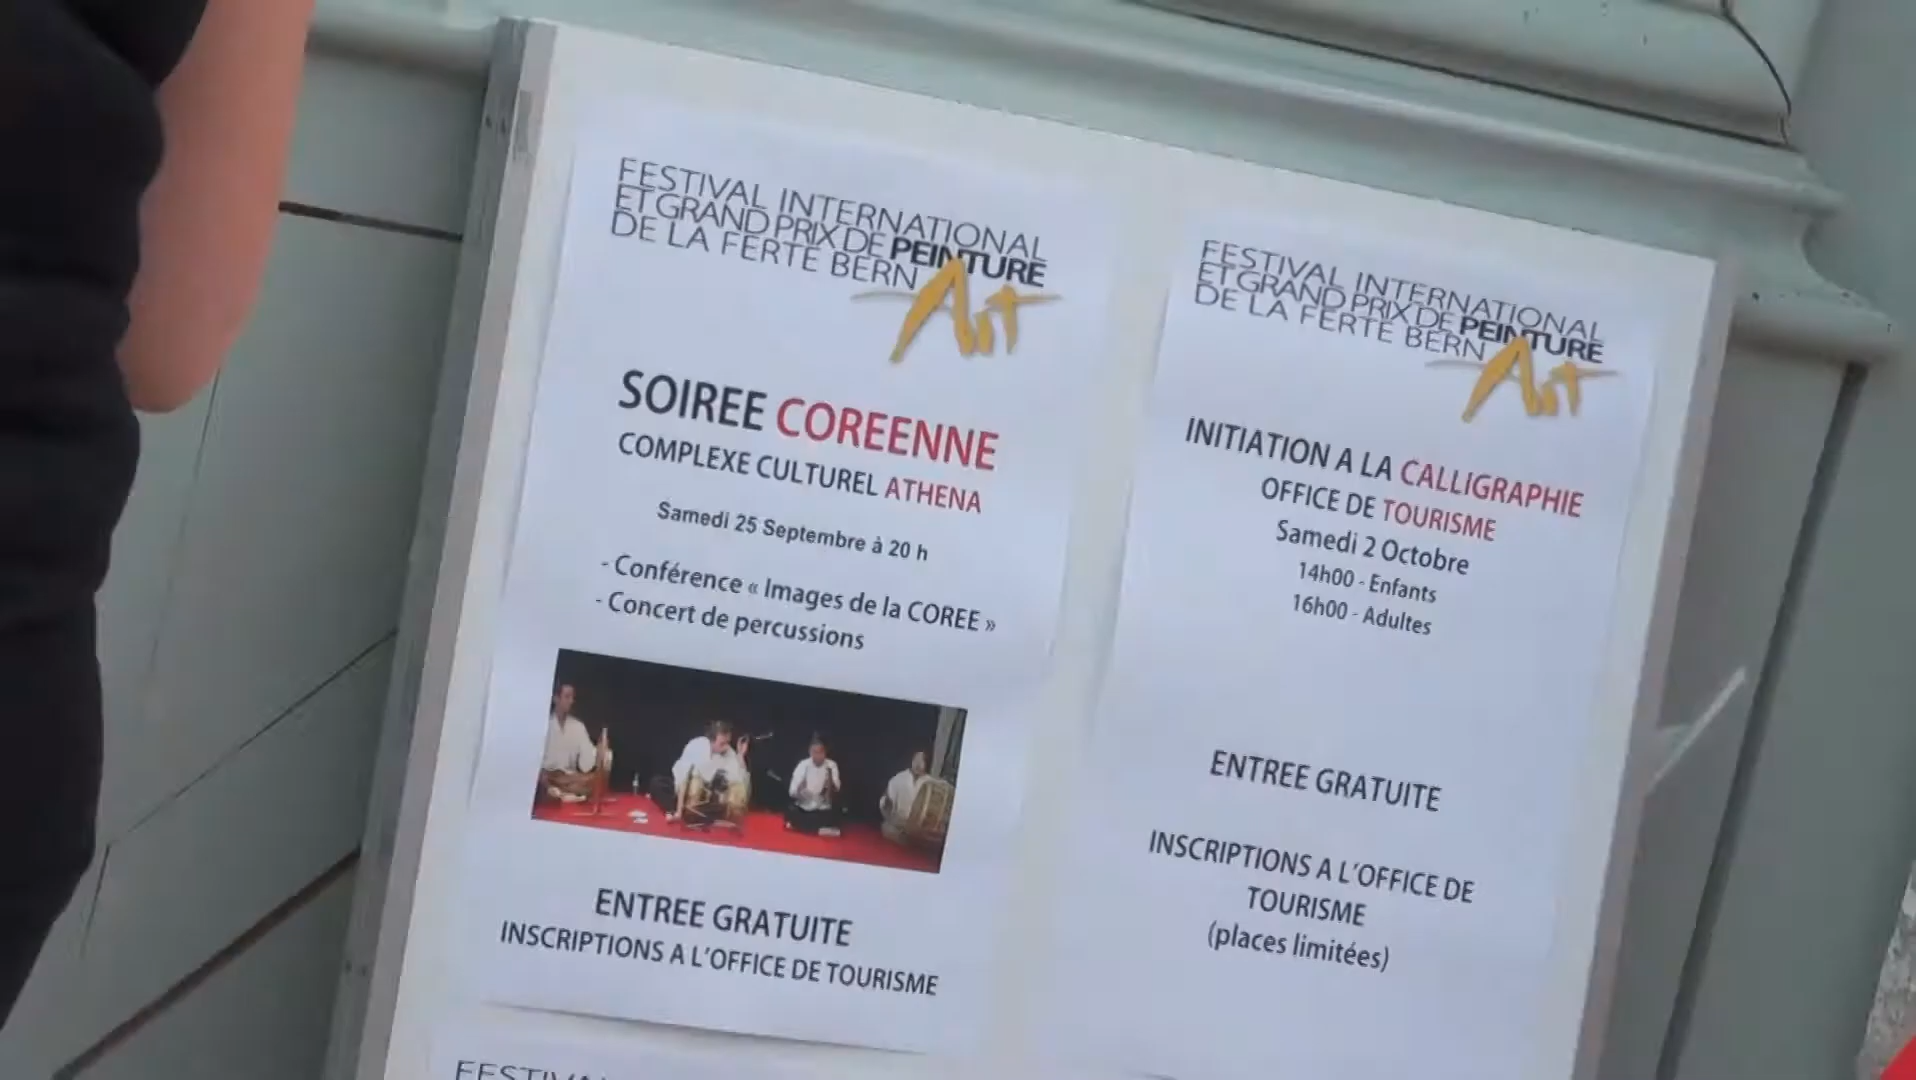 FESTIVAL INTERNATIONAL
ET GRAND PRIX DE PEINTURE
DE LA FERTE BERN Art
SOIREE COREENNE
COMPLEXE CULTUREL ATHENA
Samedi 25 Septembre à 20 h
- Conférence « Images de la COREE »
- Concert de percussions
ENTREE GRATUITE
INSCRIPTIONS A L'OFFICE DE TOURISME
FESTIVAL INTERNATIONAL
ET GRAND PRIX DE PEINTURE
DE LA FERTE BERN Art
INITIATION A LA CALLIGRAPHIE
OFFICE DE TOURISME
Samedi 2 Octobre
14h00 - Enfants
16h00 - Adultes
ENTREE GRATUITE
INSCRIPTIONS A L'OFFICE DE
TOURISME
(places limitées)